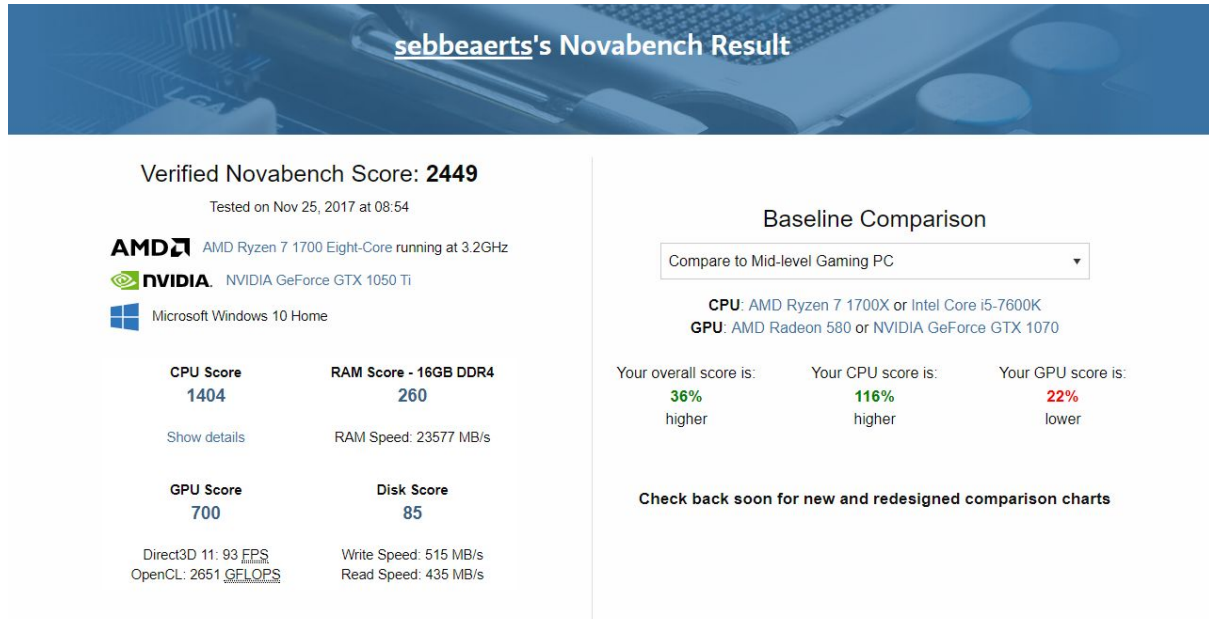 sebbeaerts's Novabench Result
LGA
Verified Novabench Score: 2449
Tested on Nov 25, 2017 at 08:54
AMD AMD Ryzen 7 1700 Eight-Core running at 3.2GHz
NVIDIA. NVIDIA GeForce GTX 1050 Ti
Microsoft Windows 10 Home
CPU Score
1404
Show details
RAM Score - 16GB DDR4
260
RAM Speed: 23577 MB/s
GPU Score
700
Direct3D 11: 93 FPS
OpenCL: 2651 GFLOPS
Disk Score
85
Write Speed: 515 MB/s
Read Speed: 435 MB/s
Baseline Comparison
Compare to Mid-level Gaming PC
CPU: AMD Ryzen 7 1700X or Intel Core i5-7600K
GPU: AMD Radeon 580 or NVIDIA GeForce GTX 1070
Your overall score is:
36%
higher
Your CPU score is:
116%
higher
Your GPU score is:
22%
lower
Check back soon for new and redesigned comparison charts